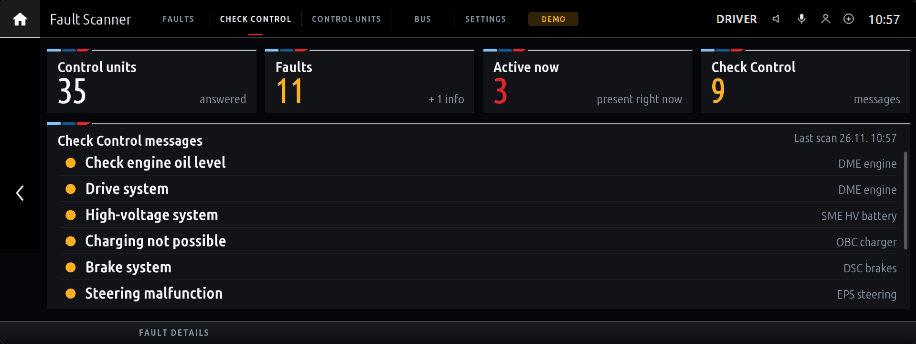 Fault Scanner FAULTS CHECK CONTROL CONTROL UNITS BUS SETTINGS DEMO DRIVER 10:57
Control units
35
answered
Faults
11
+ 1 info
Active now
3
present right now
Check Control
9
messages
Check Control messages Last scan 26.11. 10:57
Check engine oil level DME engine
Drive system DME engine
High-voltage system SME HV battery
Charging not possible OBC charger
Brake system DSC brakes
Steering malfunction EPS steering
FAULT DETAILS